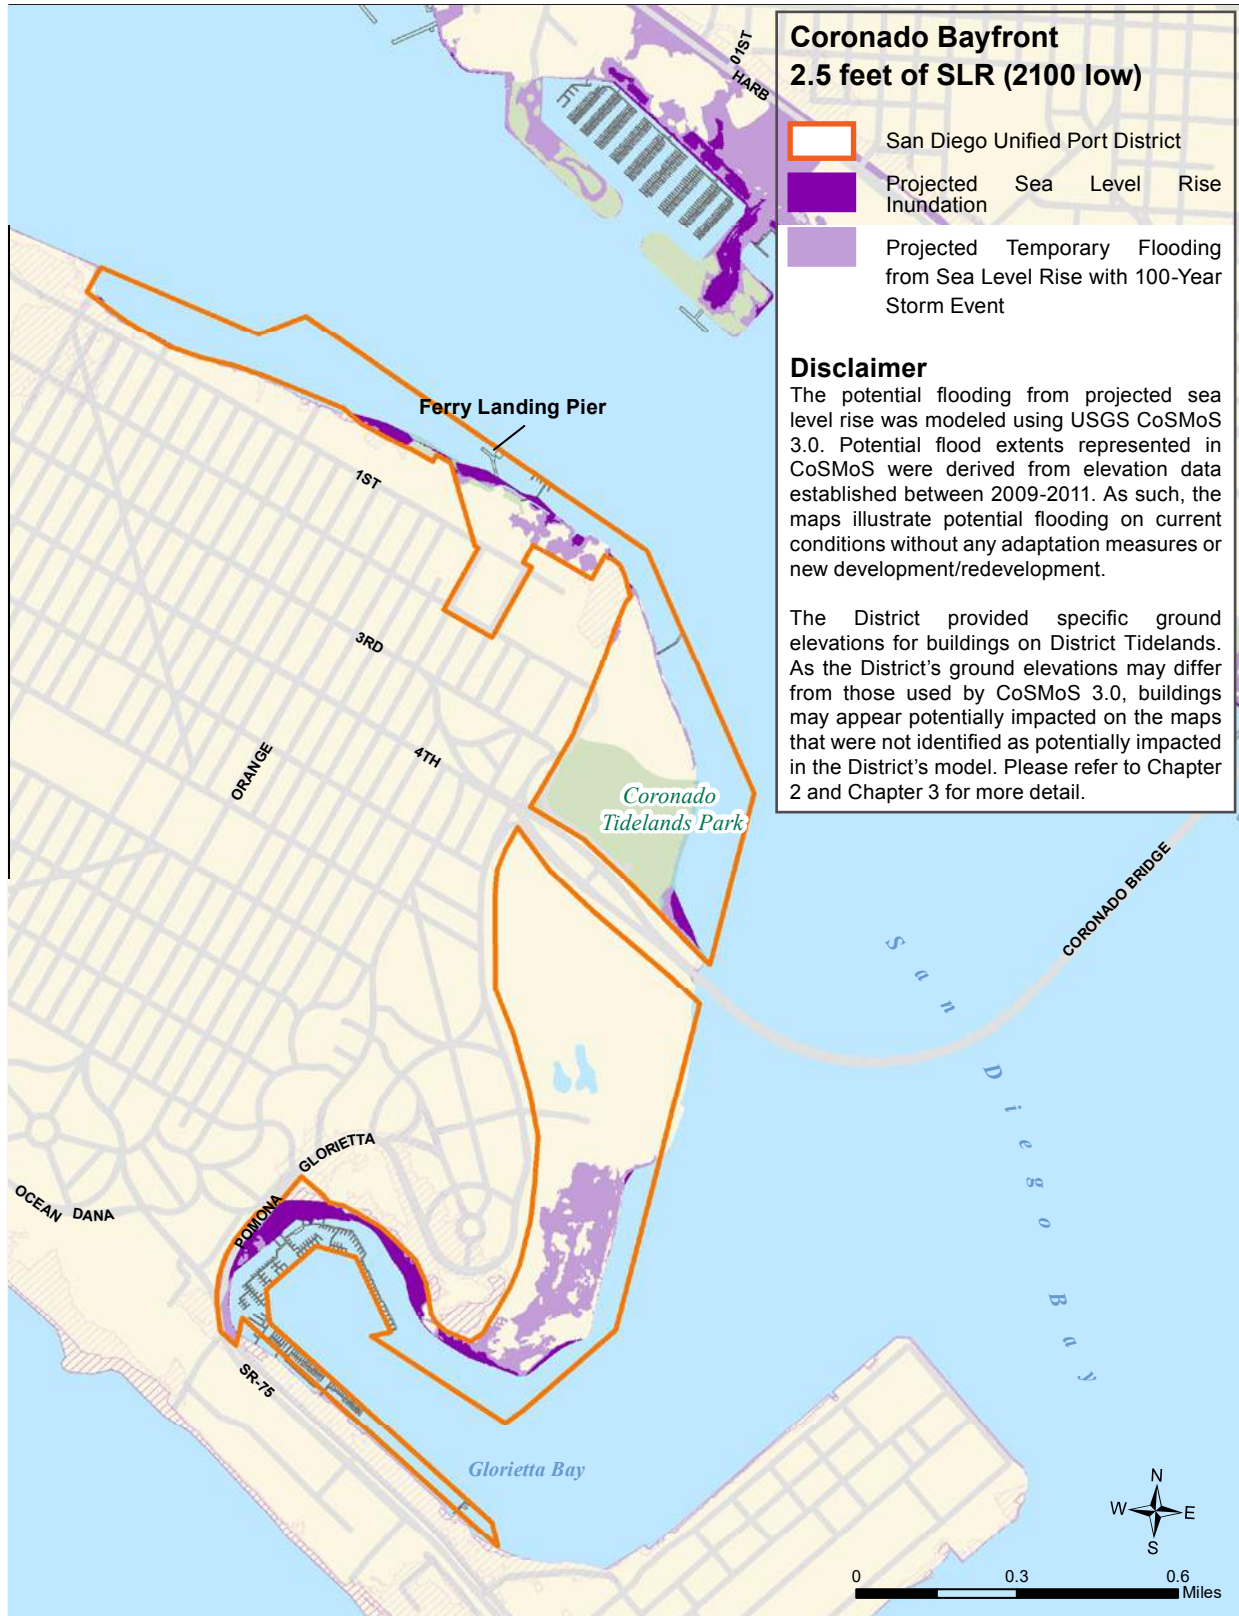 Coronado Bayfront
2.5 feet of SLR (2100 low)
San Diego Unified Port District
Projected Sea Level Rise
Inundation
Projected Temporary Flooding
from Sea Level Rise with 100-Year
Storm Event
Disclaimer
The potential flooding from projected sea
level rise was modeled using USGS CoSMoS
3.0. Potential flood extents represented in
CoSMoS were derived from elevation data
established between 2009-2011. As such, the
maps illustrate potential flooding on current
conditions without any adaptation measures or
new development/redevelopment.
The District provided specific ground
elevations for buildings on District Tidelands.
As the District's ground elevations may differ
from those used by CoSMoS 3.0, buildings
may appear potentially impacted on the maps
that were not identified as potentially impacted
in the District's model. Please refer to Chapter
2 and Chapter 3 for more detail.
01ST
HARB
Ferry Landing Pier
1ST
3RD
4TH
ORANGE
Coronado
Tidelands Park
CORONADO BRIDGE
San Diego Bay
GLORIETTA
POMONA
OCEAN
DANA
SR-75
Glorietta Bay
N
W
E
S
0
0.3
0.6
Miles